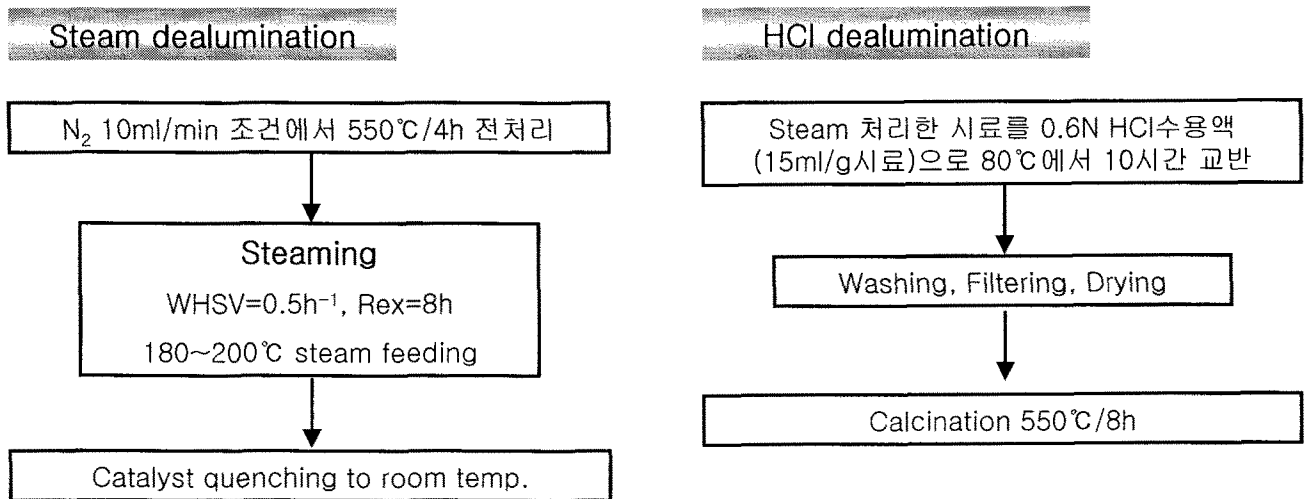 Steam dealumination
N₂ 10ml/min 조건에서 550℃/4h 전처리
Steaming
WHSV=0.5h⁻¹, Rex=8h
180~200℃ steam feeding
Catalyst quenching to room temp.
HCl dealumination
Steam 처리한 시료를 0.6N HCl수용액
(15ml/g시료)으로 80℃에서 10시간 교반
Washing, Filtering, Drying
Calcination 550℃/8h